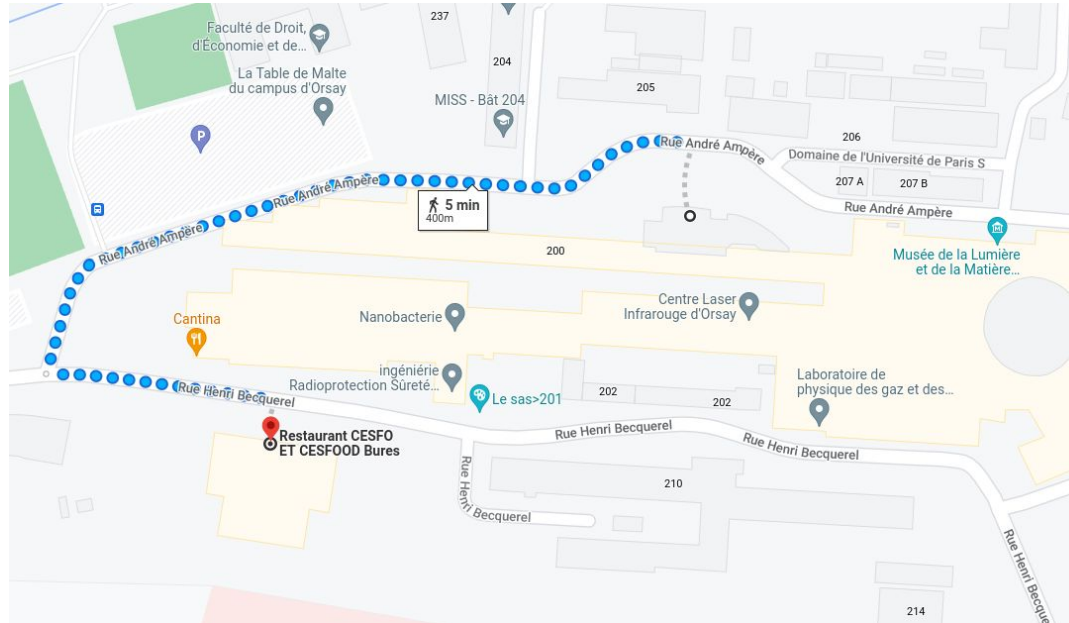 237
Faculté de Droit,
d'Économie et de...
204
La Table de Malte
du campus d'Orsay
205
MISS - Bât 204
P
206
Rue André Ampère
Domaine de l'Université de Paris S
207 A
207 B
Rue André Ampère
Rue André Ampère
5 min
400m
Rue André Ampère
200
Musée de la Lumière
et de la Matière...
Centre Laser
Infrarouge d'Orsay
Cantina
Nanobacterie
ingéniérie
Radioprotection Sûreté...
Laboratoire de
physique des gaz et des...
Rue Henri Becquerel
Le sas>201
202
202
Restaurant CESFO
ET CESFOOD Bures
Rue Henri Becquerel
Rue Henri Becquerel
Rue Henri Becquerel
210
Rue Henri Becquerel
Rue Henri Becque
214